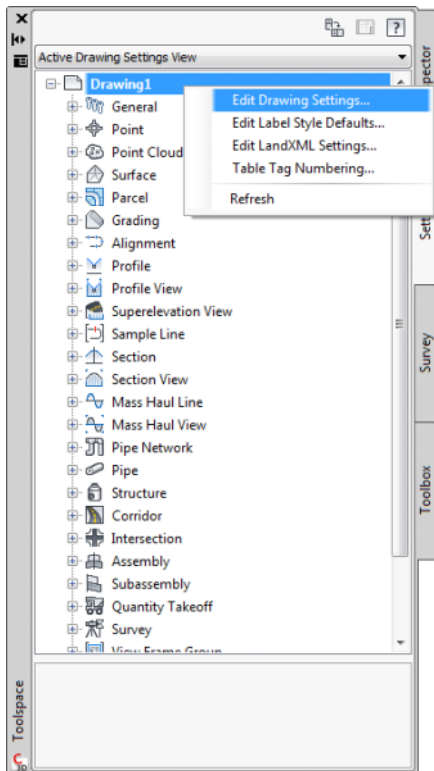 Active Drawing Settings View
Drawing1
Edit Drawing Settings...
General
Edit Label Style Defaults...
Point
Edit LandXML Settings...
Point Cloud
Table Tag Numbering...
Surface
Parcel
Refresh
Grading
Alignment
Profile
Profile View
Superelevation View
Sample Line
Section
Section View
Mass Haul Line
Mass Haul View
Pipe Network
Pipe
Structure
Corridor
Intersection
Assembly
Subassembly
Quantity Takeoff
Survey
View Frame Group
Survey
Toolbox
Toolspace